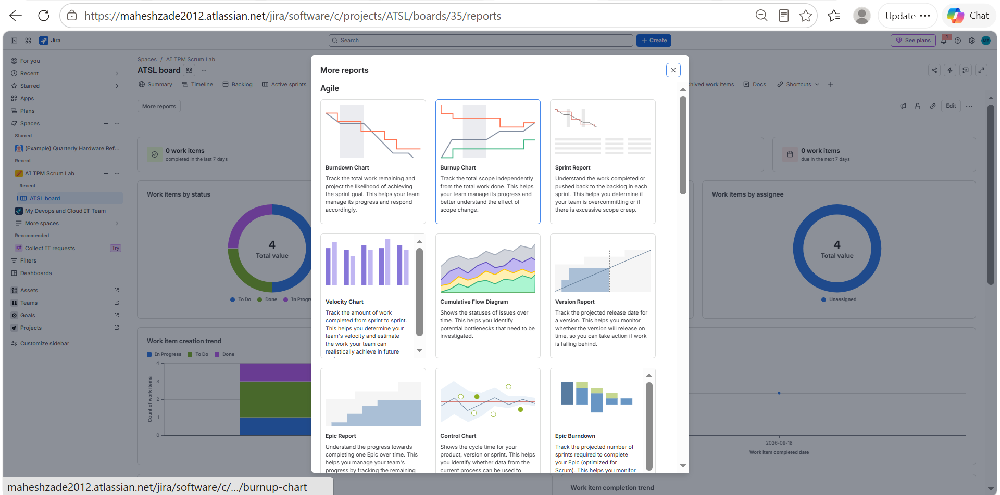 https://maheshzade2012.atlassian.net/jira/software/c/projects/ATSL/boards/35/reports
Update
Chat
Jira
Search
Create
See plans
1
MZ
For you
Recent
Starred
Apps
Plans
Spaces
Starred
(Example) Quarterly Hardware Ref...
Recent
AI TPM Scrum Lab
Recent
ATSL board
My Devops and Cloud IT Team
More spaces
Recommended
Collect IT requests
Try
Filters
Dashboards
Assets
Teams
Goals
Projects
Customize sidebar
Spaces / AI TPM Scrum Lab
ATSL board
Summary
Timeline
Backlog
Active sprints
chived work items
Docs
Shortcuts
More reports
Edit
0 work items
completed in the last 7 days
0 work items
due in the next 7 days
Work items by status
4
Total value
To Do
Done
In Progre
Work items by assignee
4
Total value
Unassigned
Work item creation trend
In Progress
To Do
Done
Count of work items
4
3
2
1
0
2026-09-18
Work item completed date
Work item completion trend
More reports
Agile
Burndown Chart
Track the total work remaining and
project the likelihood of achieving
the sprint goal. This helps your team
manage its progress and respond
accordingly.
Burnup Chart
Track the total scope independently
from the total work done. This helps
your team manage its progress and
better understand the effect of
scope change.
Sprint Report
Understand the work completed or
pushed back to the backlog in each
sprint. This helps you determine if
your team is overcommitting or if
there is excessive scope creep.
Velocity Chart
Track the amount of work
completed from sprint to sprint.
This helps you determine your
team's velocity and estimate
the work your team can
realistically achieve in future
Cumulative Flow Diagram
Shows the statuses of issues over
time. This helps you identify
potential bottlenecks that need to be
investigated.
Version Report
Track the projected release date for
a version. This helps you monitor
whether the version will release on
time, so you can take action if work
is falling behind.
Epic Report
Understand the progress towards
completing one Epic over time. This
helps you manage your team's
progress by tracking the remaining
Control Chart
Shows the cycle time for your
product, version or sprint. This helps
you identify whether data from the
current process can be used to
Epic Burndown
Track the projected number of
sprints required to complete
your Epic (optimized for
Scrum). This helps you monitor
maheshzade2012.atlassian.net/jira/software/c/.../burnup-chart